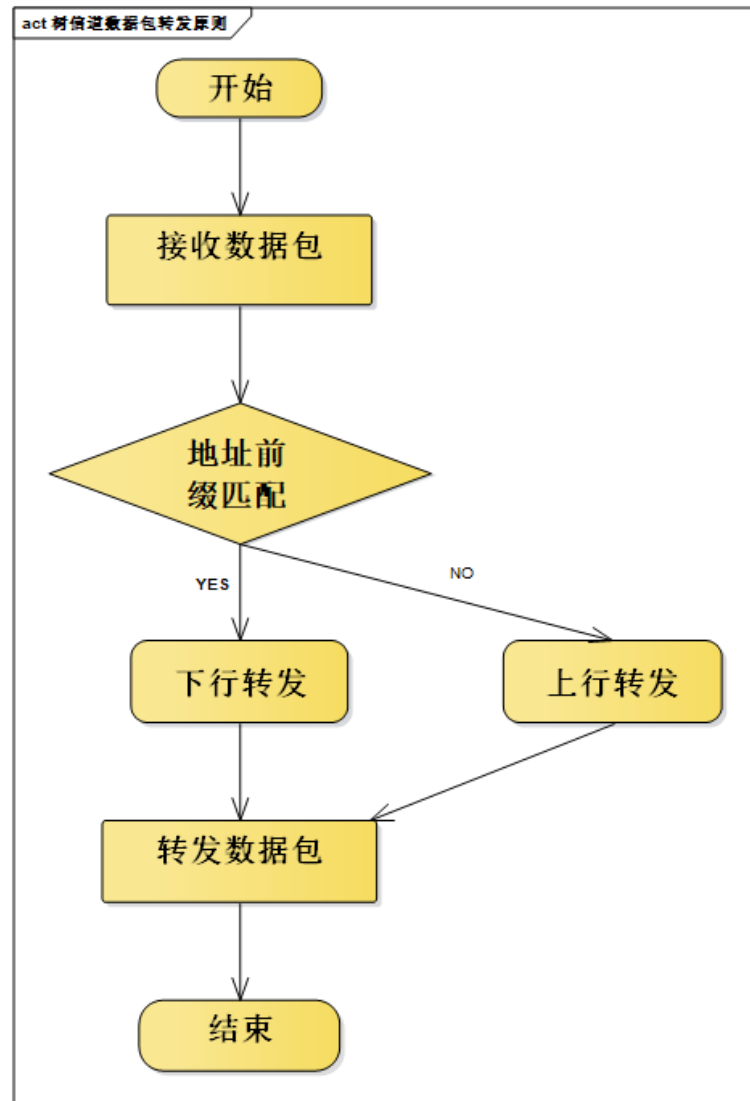 act 树信道数据包转发原则
开始
接收数据包
地址前
缀匹配
YES
NO
下行转发
上行转发
转发数据包
结束